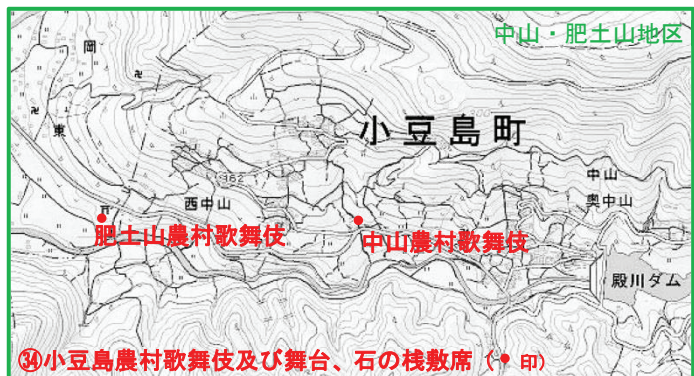 中山・肥土山地区
岡
東
小豆島町
162
西中山
中山
奥中山
肥土山農村歌舞伎
中山農村歌舞伎
殿川ダム
㉞小豆島農村歌舞伎及び舞台、石の桟敷席（●印）